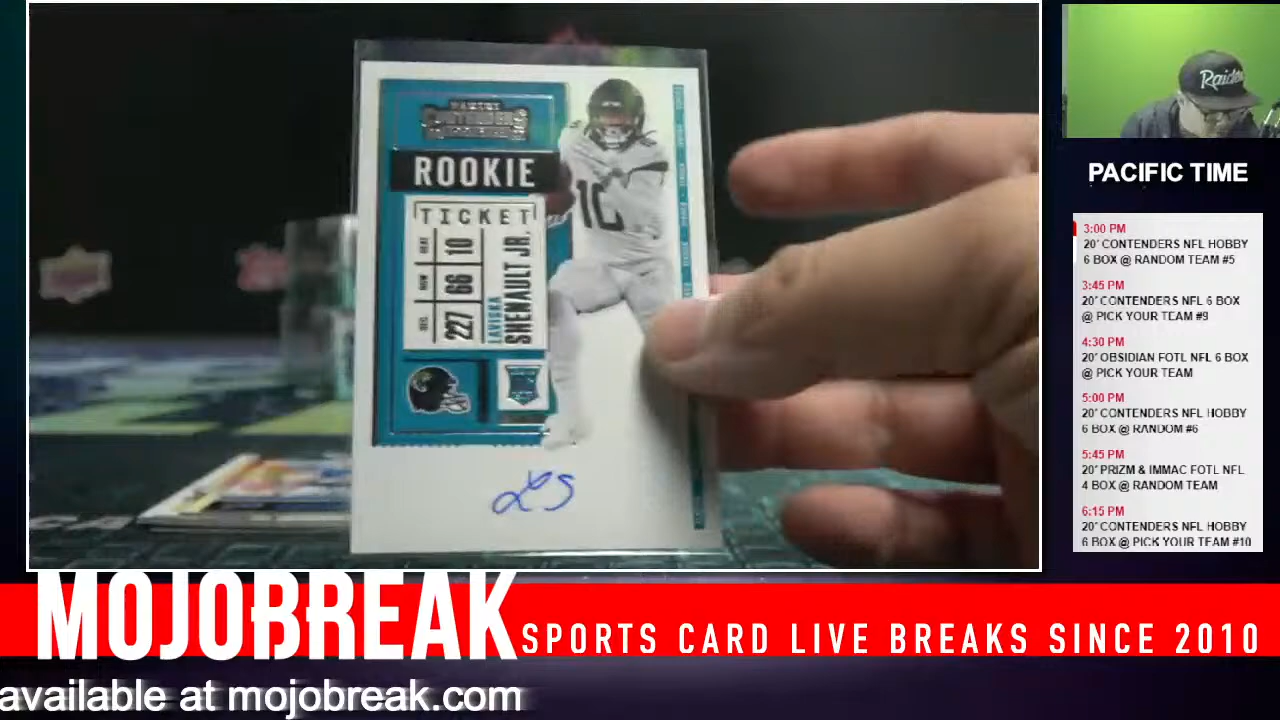 PANINI
CONTENDERS
ROOKIE
TICKET
SEC. ROW SEAT
227 66 10
LAVISKA
SHENAULT JR.
10
LS
Raiders
PACIFIC TIME
3:00 PM
20' CONTENDERS NFL HOBBY
6 BOX @ RANDOM TEAM #5
3:45 PM
20' CONTENDERS NFL 6 BOX
@ PICK YOUR TEAM #9
4:30 PM
20' OBSIDIAN FOTL NFL 6 BOX
@ PICK YOUR TEAM
5:00 PM
20' CONTENDERS NFL HOBBY
6 BOX @ RANDOM #6
5:45 PM
20' PRIZM & IMMAC FOTL NFL
4 BOX @ RANDOM TEAM
6:15 PM
20' CONTENDERS NFL HOBBY
6 BOX @ PICK YOUR TEAM #10
MOJOBREAK SPORTS CARD LIVE BREAKS SINCE 2010
available at mojobreak.com